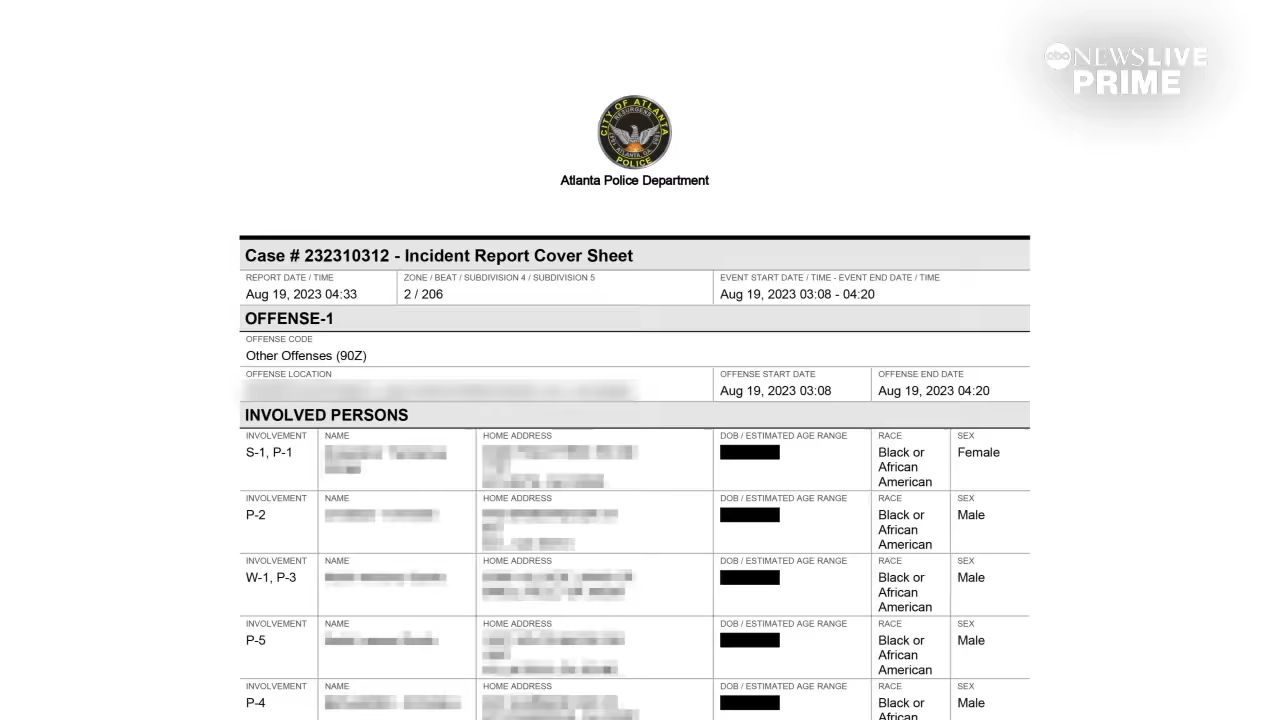 abc NEWS LIVE
PRIME
CITY OF ATLANTA
RESURGENS
POLICE
Atlanta Police Department
Case # 232310312 - Incident Report Cover Sheet
REPORT DATE / TIME ZONE / BEAT / SUBDIVISION 4 / SUBDIVISION 5 EVENT START DATE / TIME - EVENT END DATE / TIME
Aug 19, 2023 04:33 2 / 206 Aug 19, 2023 03:08 - 04:20
OFFENSE-1
OFFENSE CODE
Other Offenses (90Z)
OFFENSE LOCATION OFFENSE START DATE OFFENSE END DATE
Aug 19, 2023 03:08 Aug 19, 2023 04:20
INVOLVED PERSONS
INVOLVEMENT NAME HOME ADDRESS DOB / ESTIMATED AGE RANGE RACE SEX
S-1, P-1 Black or Female
African
American
INVOLVEMENT NAME HOME ADDRESS DOB / ESTIMATED AGE RANGE RACE SEX
P-2 Black or Male
African
American
INVOLVEMENT NAME HOME ADDRESS DOB / ESTIMATED AGE RANGE RACE SEX
W-1, P-3 Black or Male
African
American
INVOLVEMENT NAME HOME ADDRESS DOB / ESTIMATED AGE RANGE RACE SEX
P-5 Black or Male
African
American
INVOLVEMENT NAME HOME ADDRESS DOB / ESTIMATED AGE RANGE RACE SEX
P-4 Black or Male
African